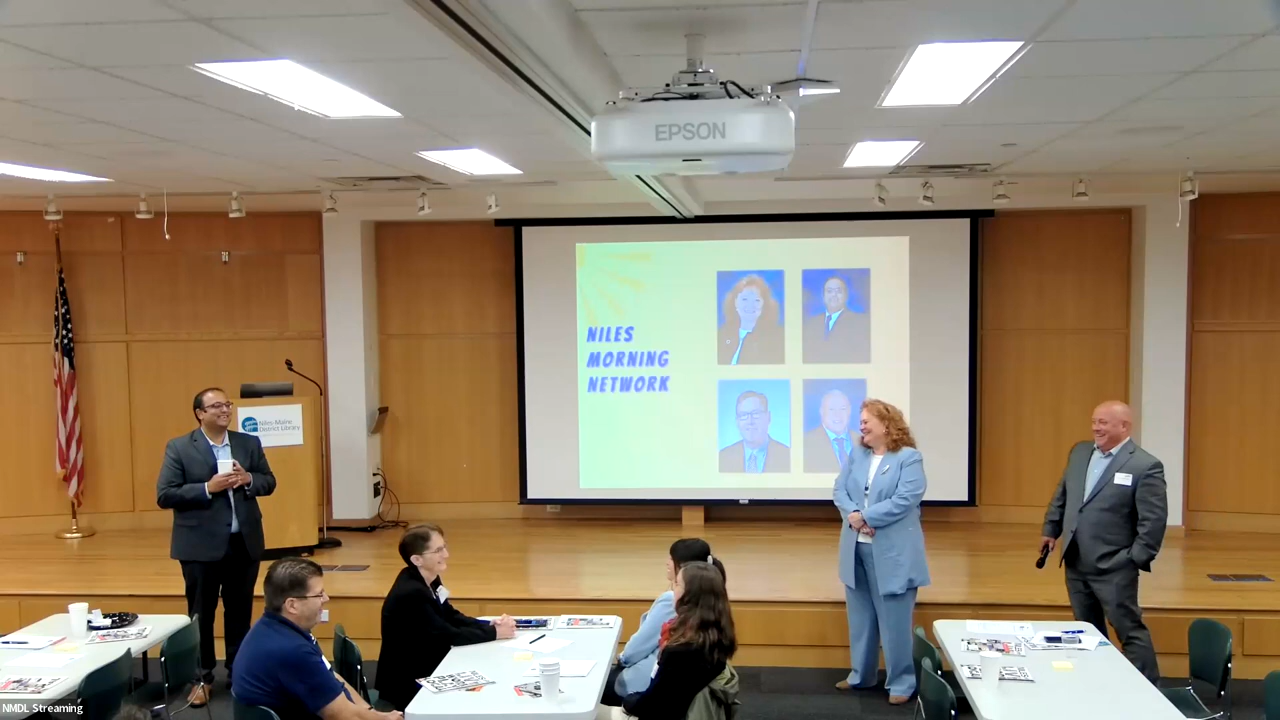 EPSON
NILES
MORNING
NETWORK
Niles-Maine
District Library
NMDL Streaming